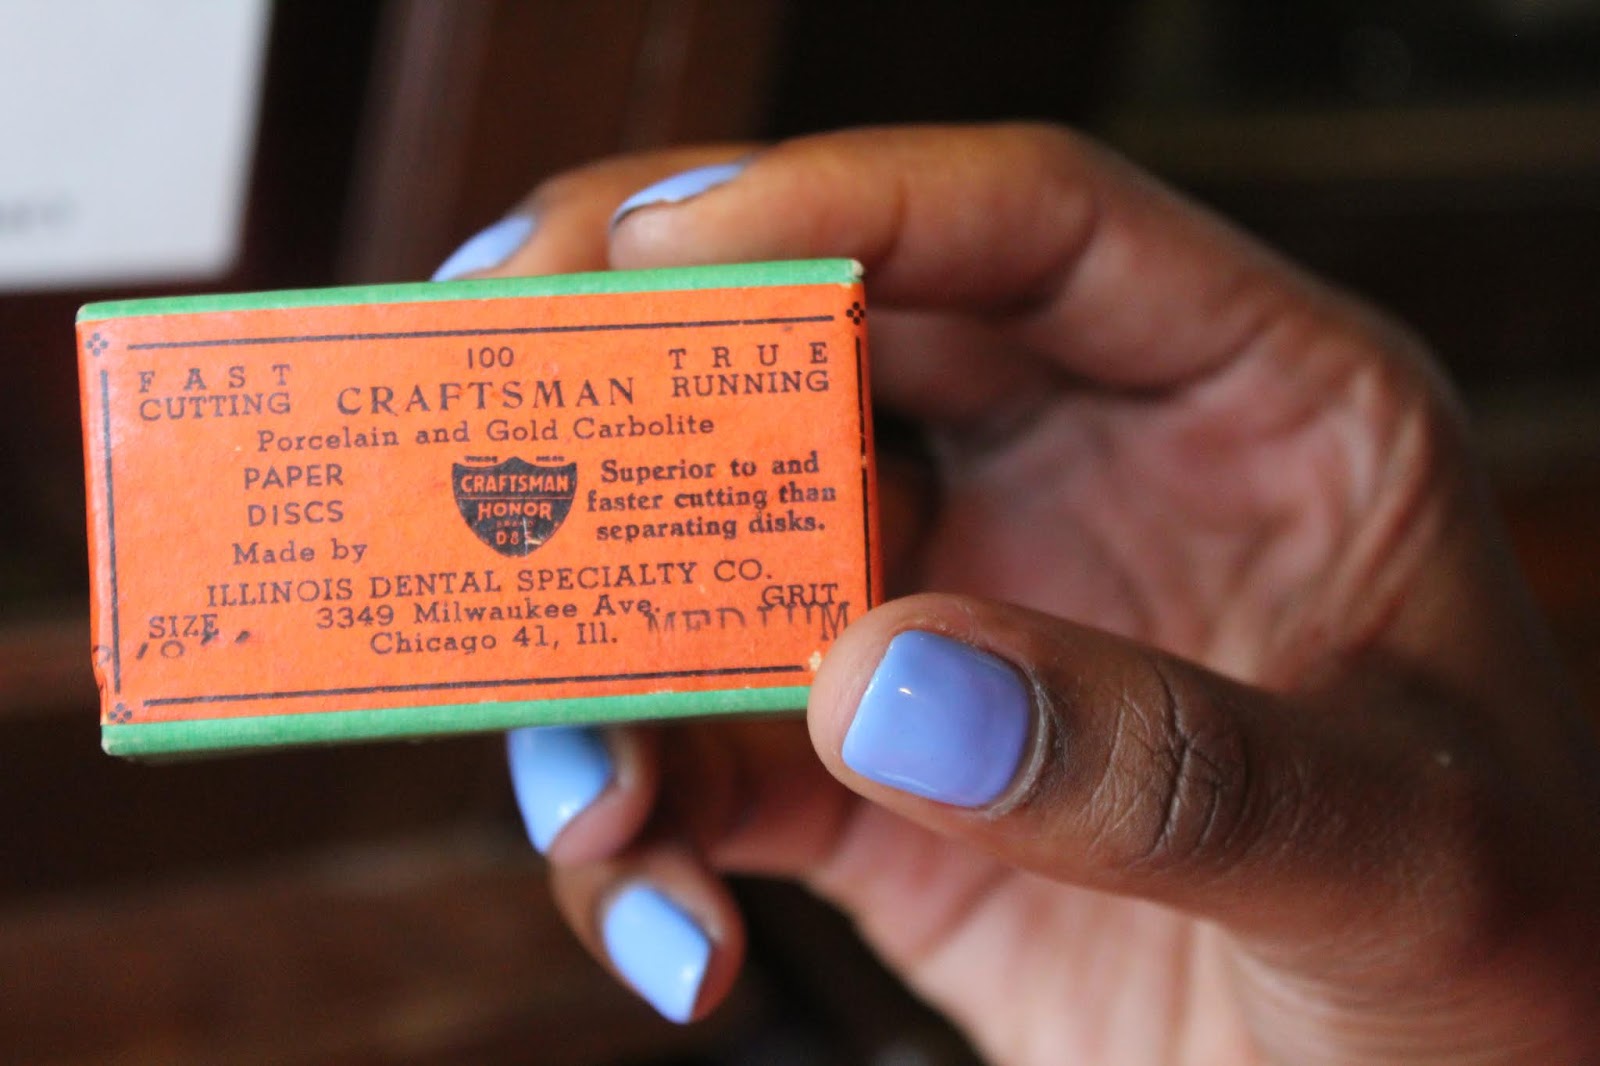 100
FAST CUTTING
CRAFTSMAN
TRUE RUNNING
Porcelain and Gold Carbolite
PAPER
DISCS
Made by
CRAFTSMAN
HONOR
Superior to and
faster cutting than
separating disks.
ILLINOIS DENTAL SPECIALTY CO.
3349 Milwaukee Ave.
Chicago 41, Ill.
SIZE
GRIT
MEDIUM